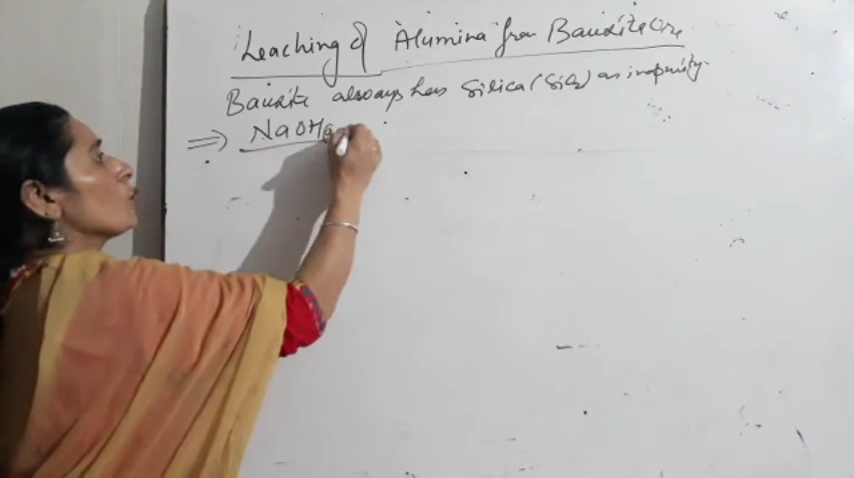 Leaching of Alumina from Bauxite Ore
Bauxite always has Silica (SiO2) as impurity.
⇒ NaOH